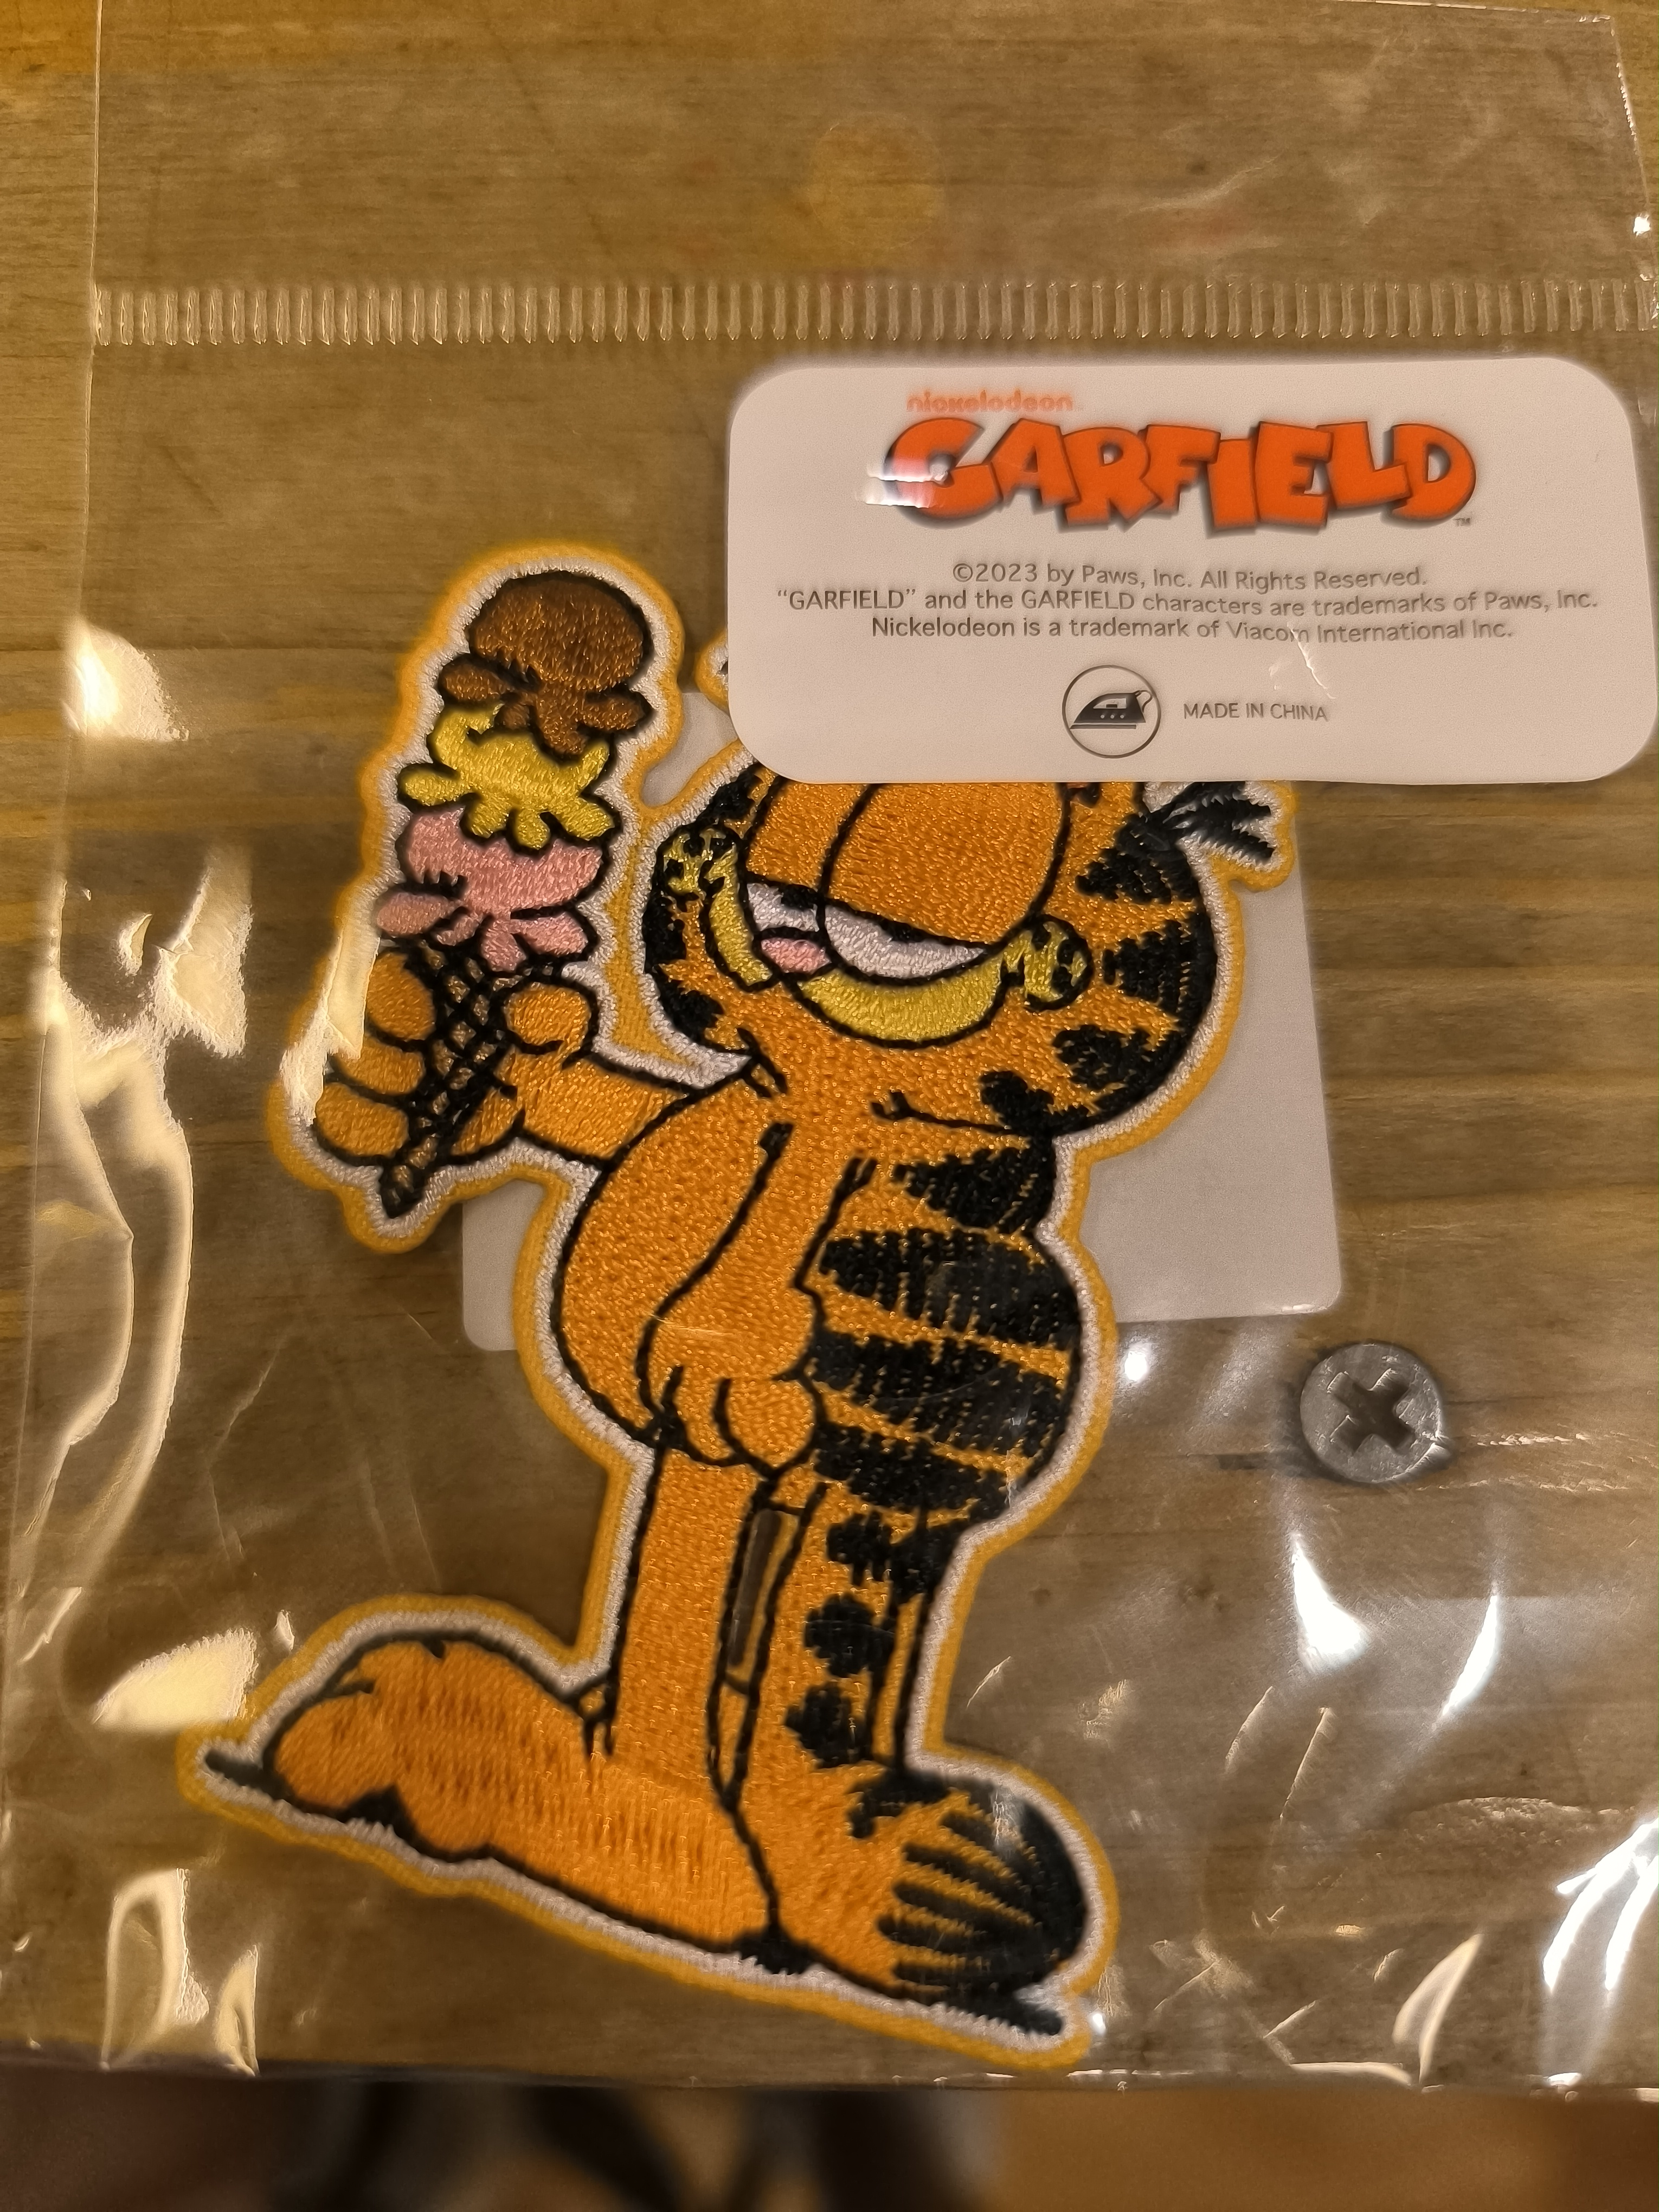 nickelodeon
GARFIELD™
©2023 by Paws, Inc. All Rights Reserved.
“GARFIELD” and the GARFIELD characters are trademarks of Paws, Inc.
Nickelodeon is a trademark of Viacom International Inc.
MADE IN CHINA